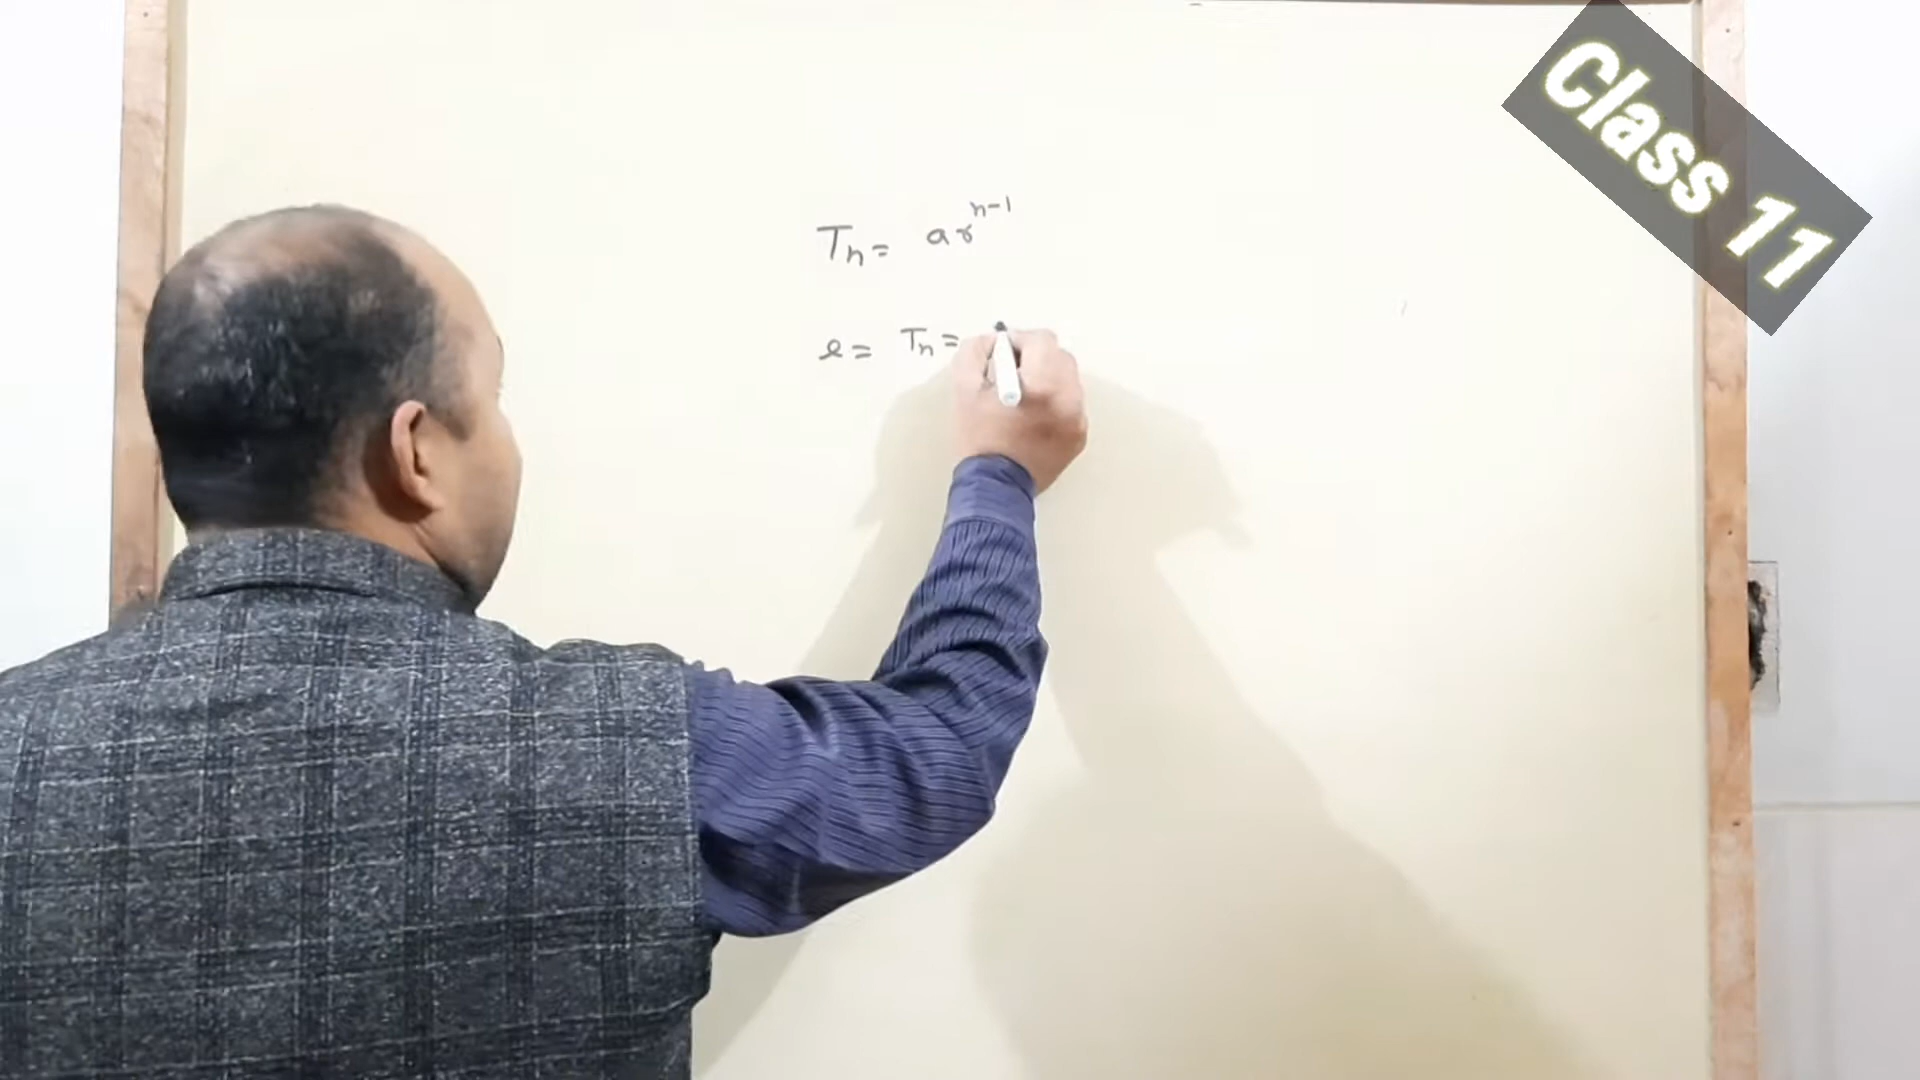 Class 11
Tn = ar^n-1
l = Tn =